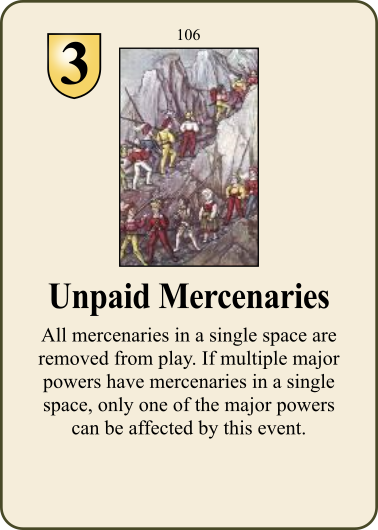 106
3
Unpaid Mercenaries
All mercenaries in a single space are
removed from play. If multiple major
powers have mercenaries in a single
space, only one of the major powers
can be affected by this event.